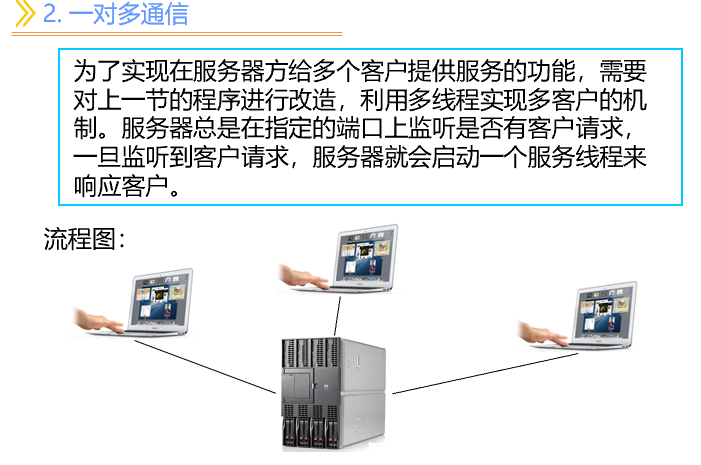 2. 一对多通信
为了实现在服务器方给多个客户提供服务的功能，需要
对上一节的程序进行改造，利用多线程实现多客户的机
制。服务器总是在指定的端口上监听是否有客户请求，
一旦监听到客户请求，服务器就会启动一个服务线程来
响应客户。
流程图：